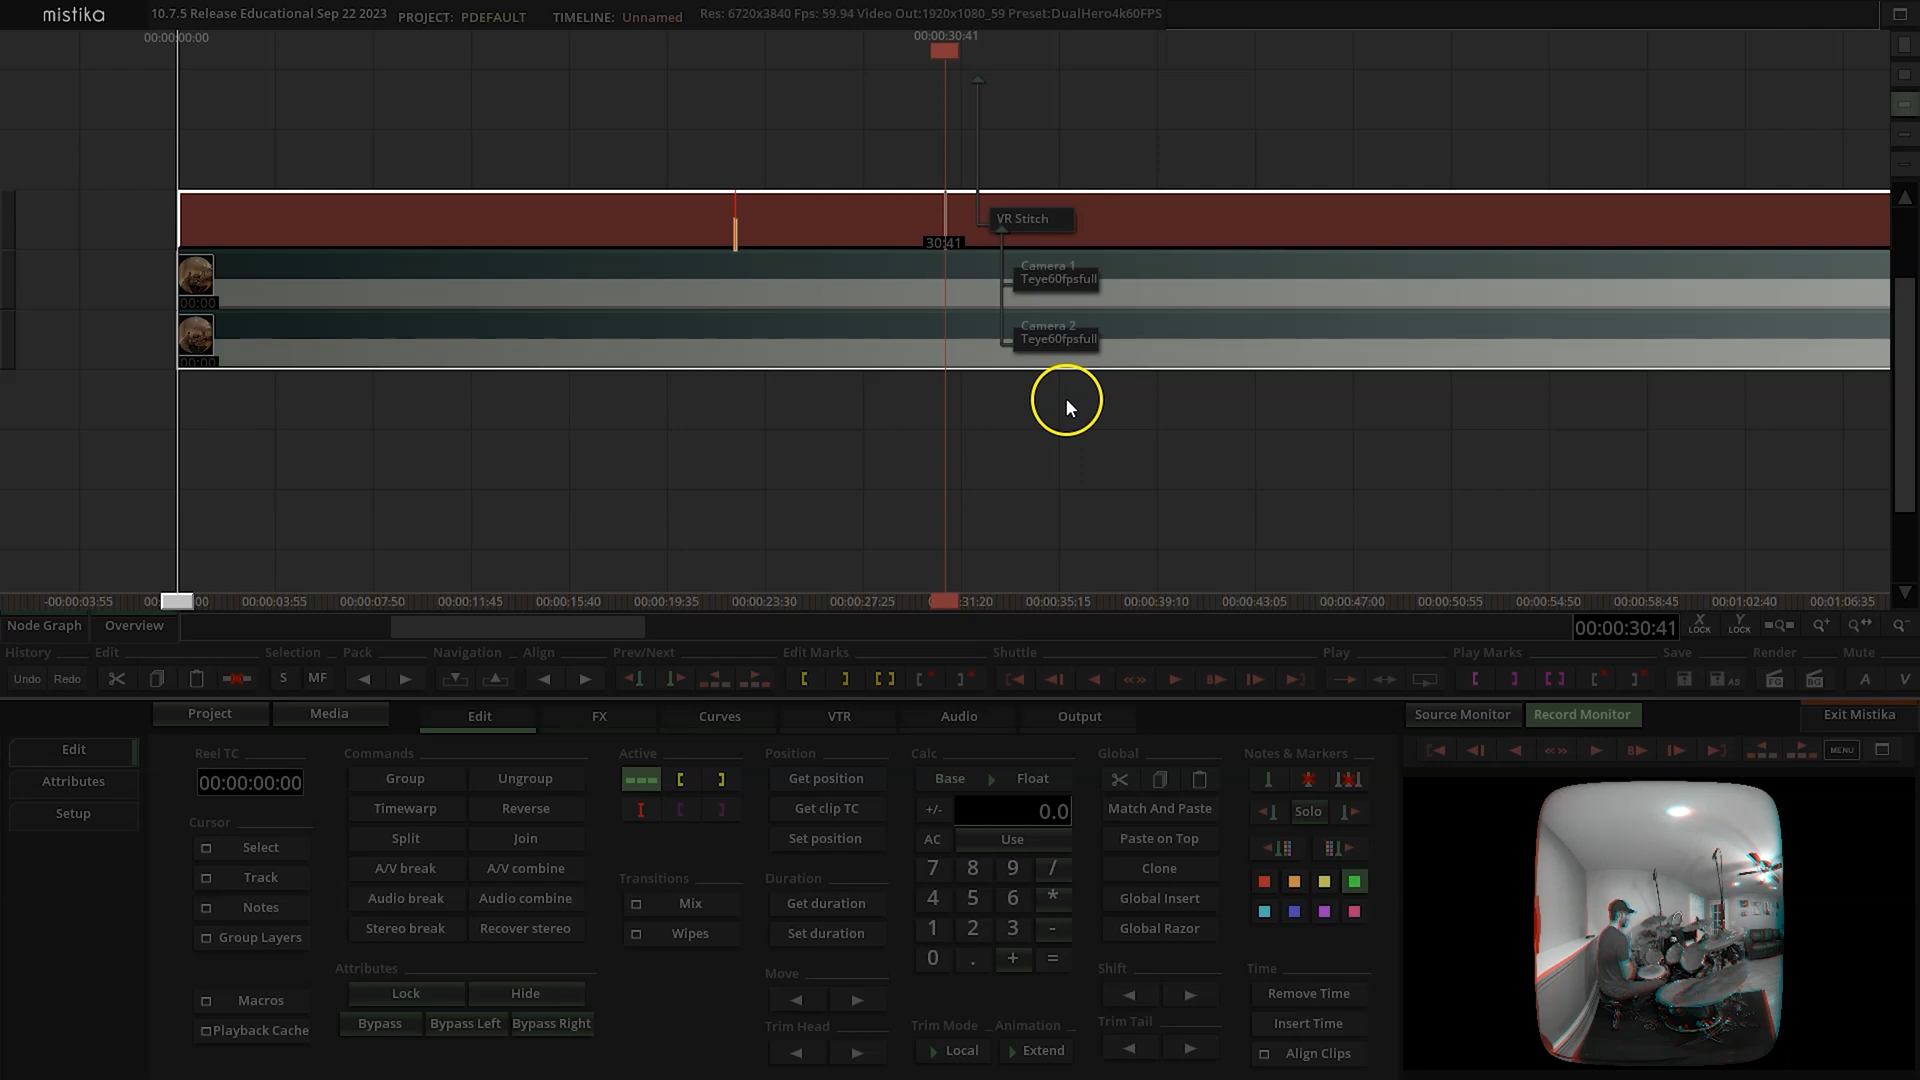 mistika 10.7.5 Release Educational Sep 22 2023 PROJECT: PDEFAULT TIMELINE: Unnamed Res: 6720x3840 Fps: 59.94 Video Out:1920x1080_59 Preset:DualHero4k60FPS
00:00:00:00 00:00:30:41
VR Stitch
30:41
Camera 1
Teye60fpsfull
00:00
Camera 2
Teye60fpsfull
00:00
-00:00:03:55 00:00:03:55 00:00:07:50 00:00:11:45 00:00:15:40 00:00:19:35 00:00:23:30 00:00:27:25 31:20 00:00:35:15 00:00:39:10 00:00:43:05 00:00:47:00 00:00:50:55 00:00:54:50 00:00:58:45 00:01:02:40 00:01:06:35
Node Graph Overview 00:00:30:41 X LOCK Y LOCK
History Edit Selection Pack Navigation Align Prev/Next Edit Marks Shuttle Play Play Marks Save Render Mute
Undo Redo S MF AS FG BG A V
Project Media Edit FX Curves VTR Audio Output Source Monitor Record Monitor Exit Mistika
Edit Reel TC Commands Active Position Calc Global Notes & Markers MENU
Attributes 00:00:00:00 Group Ungroup Get position Base Float
Setup Cursor Timewarp Reverse Get clip TC +/- 0.0 Match And Paste Solo
Select Split Join Set position AC Use Paste on Top
Track A/V break A/V combine Transitions Duration 7 8 9 / Clone
Notes Audio break Audio combine Mix Get duration 4 5 6 * Global Insert
Group Layers Stereo break Recover stereo Wipes Set duration 1 2 3 - Global Razor
Attributes Move 0 . + = Shift Time
Macros Lock Hide Remove Time
Playback Cache Bypass Bypass Left Bypass Right Trim Head Trim Mode Animation Trim Tail Insert Time
Local Extend Align Clips